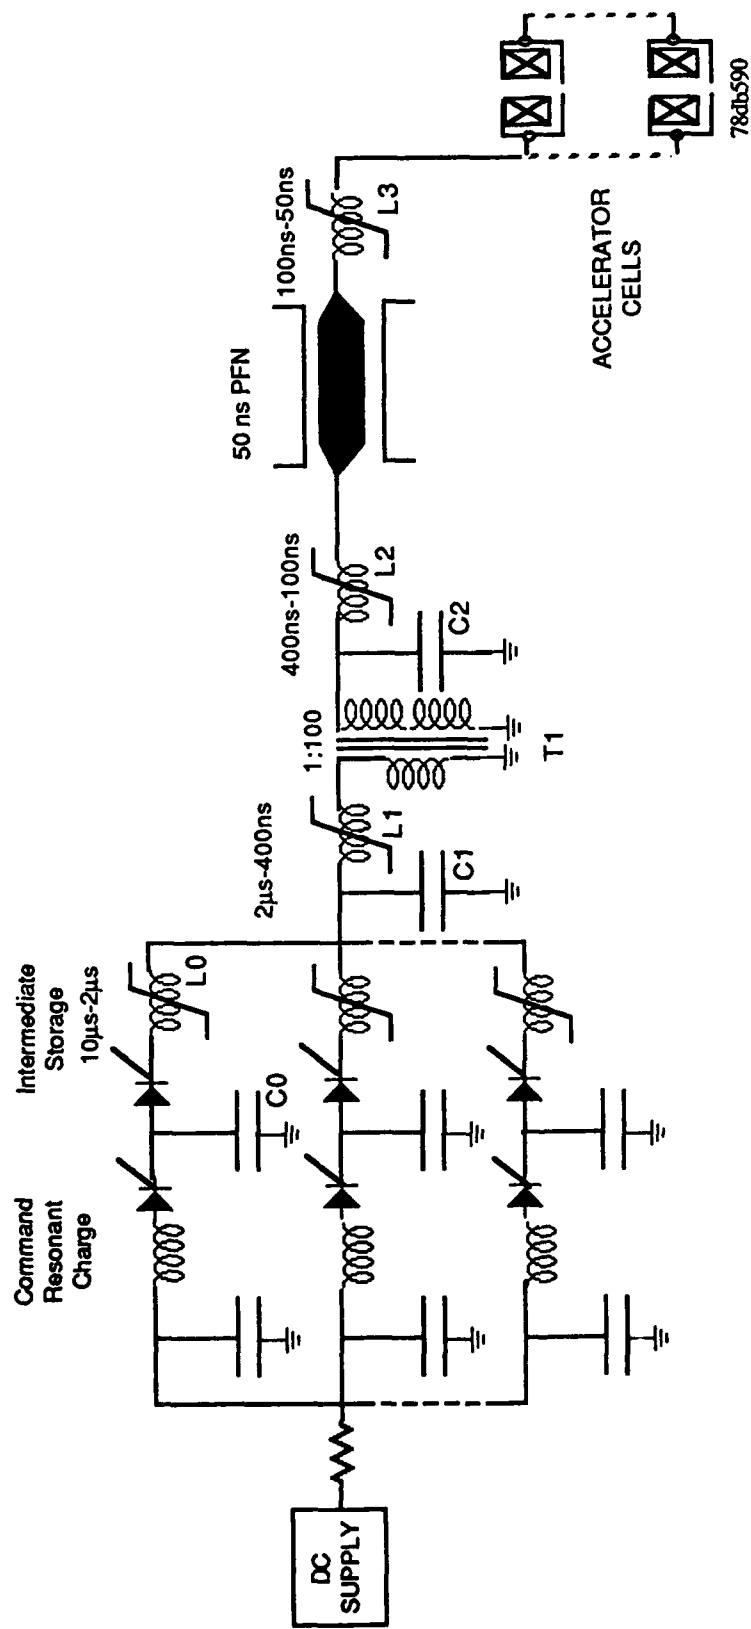 Command
Resonant
Charge
Intermediate
Storage
10µs-2µs
L0
C0
DC
SUPPLY
2µs-400ns
L1
C1
1:100
T1
400ns-100ns
L2
C2
50 ns PFN
100ns-50ns
L3
ACCELERATOR
CELLS
78db590